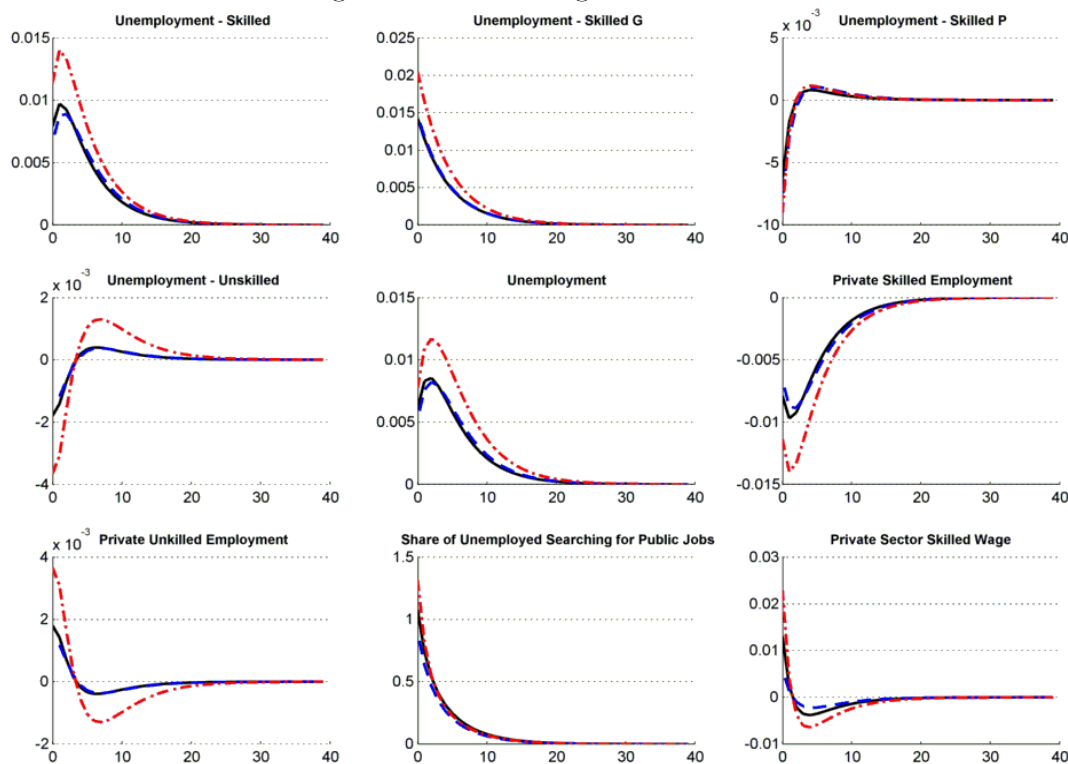 Unemployment - Skilled
Unemployment - Skilled G
Unemployment - Skilled P
0.015
0.01
0.005
0
0 10 20 30 40
0.025
0.02
0.015
0.01
0.005
0
0 10 20 30 40
x 10^-3
5
0
-5
-10
0 10 20 30 40
Unemployment - Unskilled
Unemployment
Private Skilled Employment
x 10^-3
2
0
-2
-4
0 10 20 30 40
0.015
0.01
0.005
0
0 10 20 30 40
0
-0.005
-0.01
-0.015
0 10 20 30 40
Private Unkilled Employment
Share of Unemployed Searching for Public Jobs
Private Sector Skilled Wage
x 10^-3
4
2
0
-2
0 10 20 30 40
1.5
1
0.5
0
0 10 20 30 40
0.03
0.02
0.01
0
-0.01
0 10 20 30 40